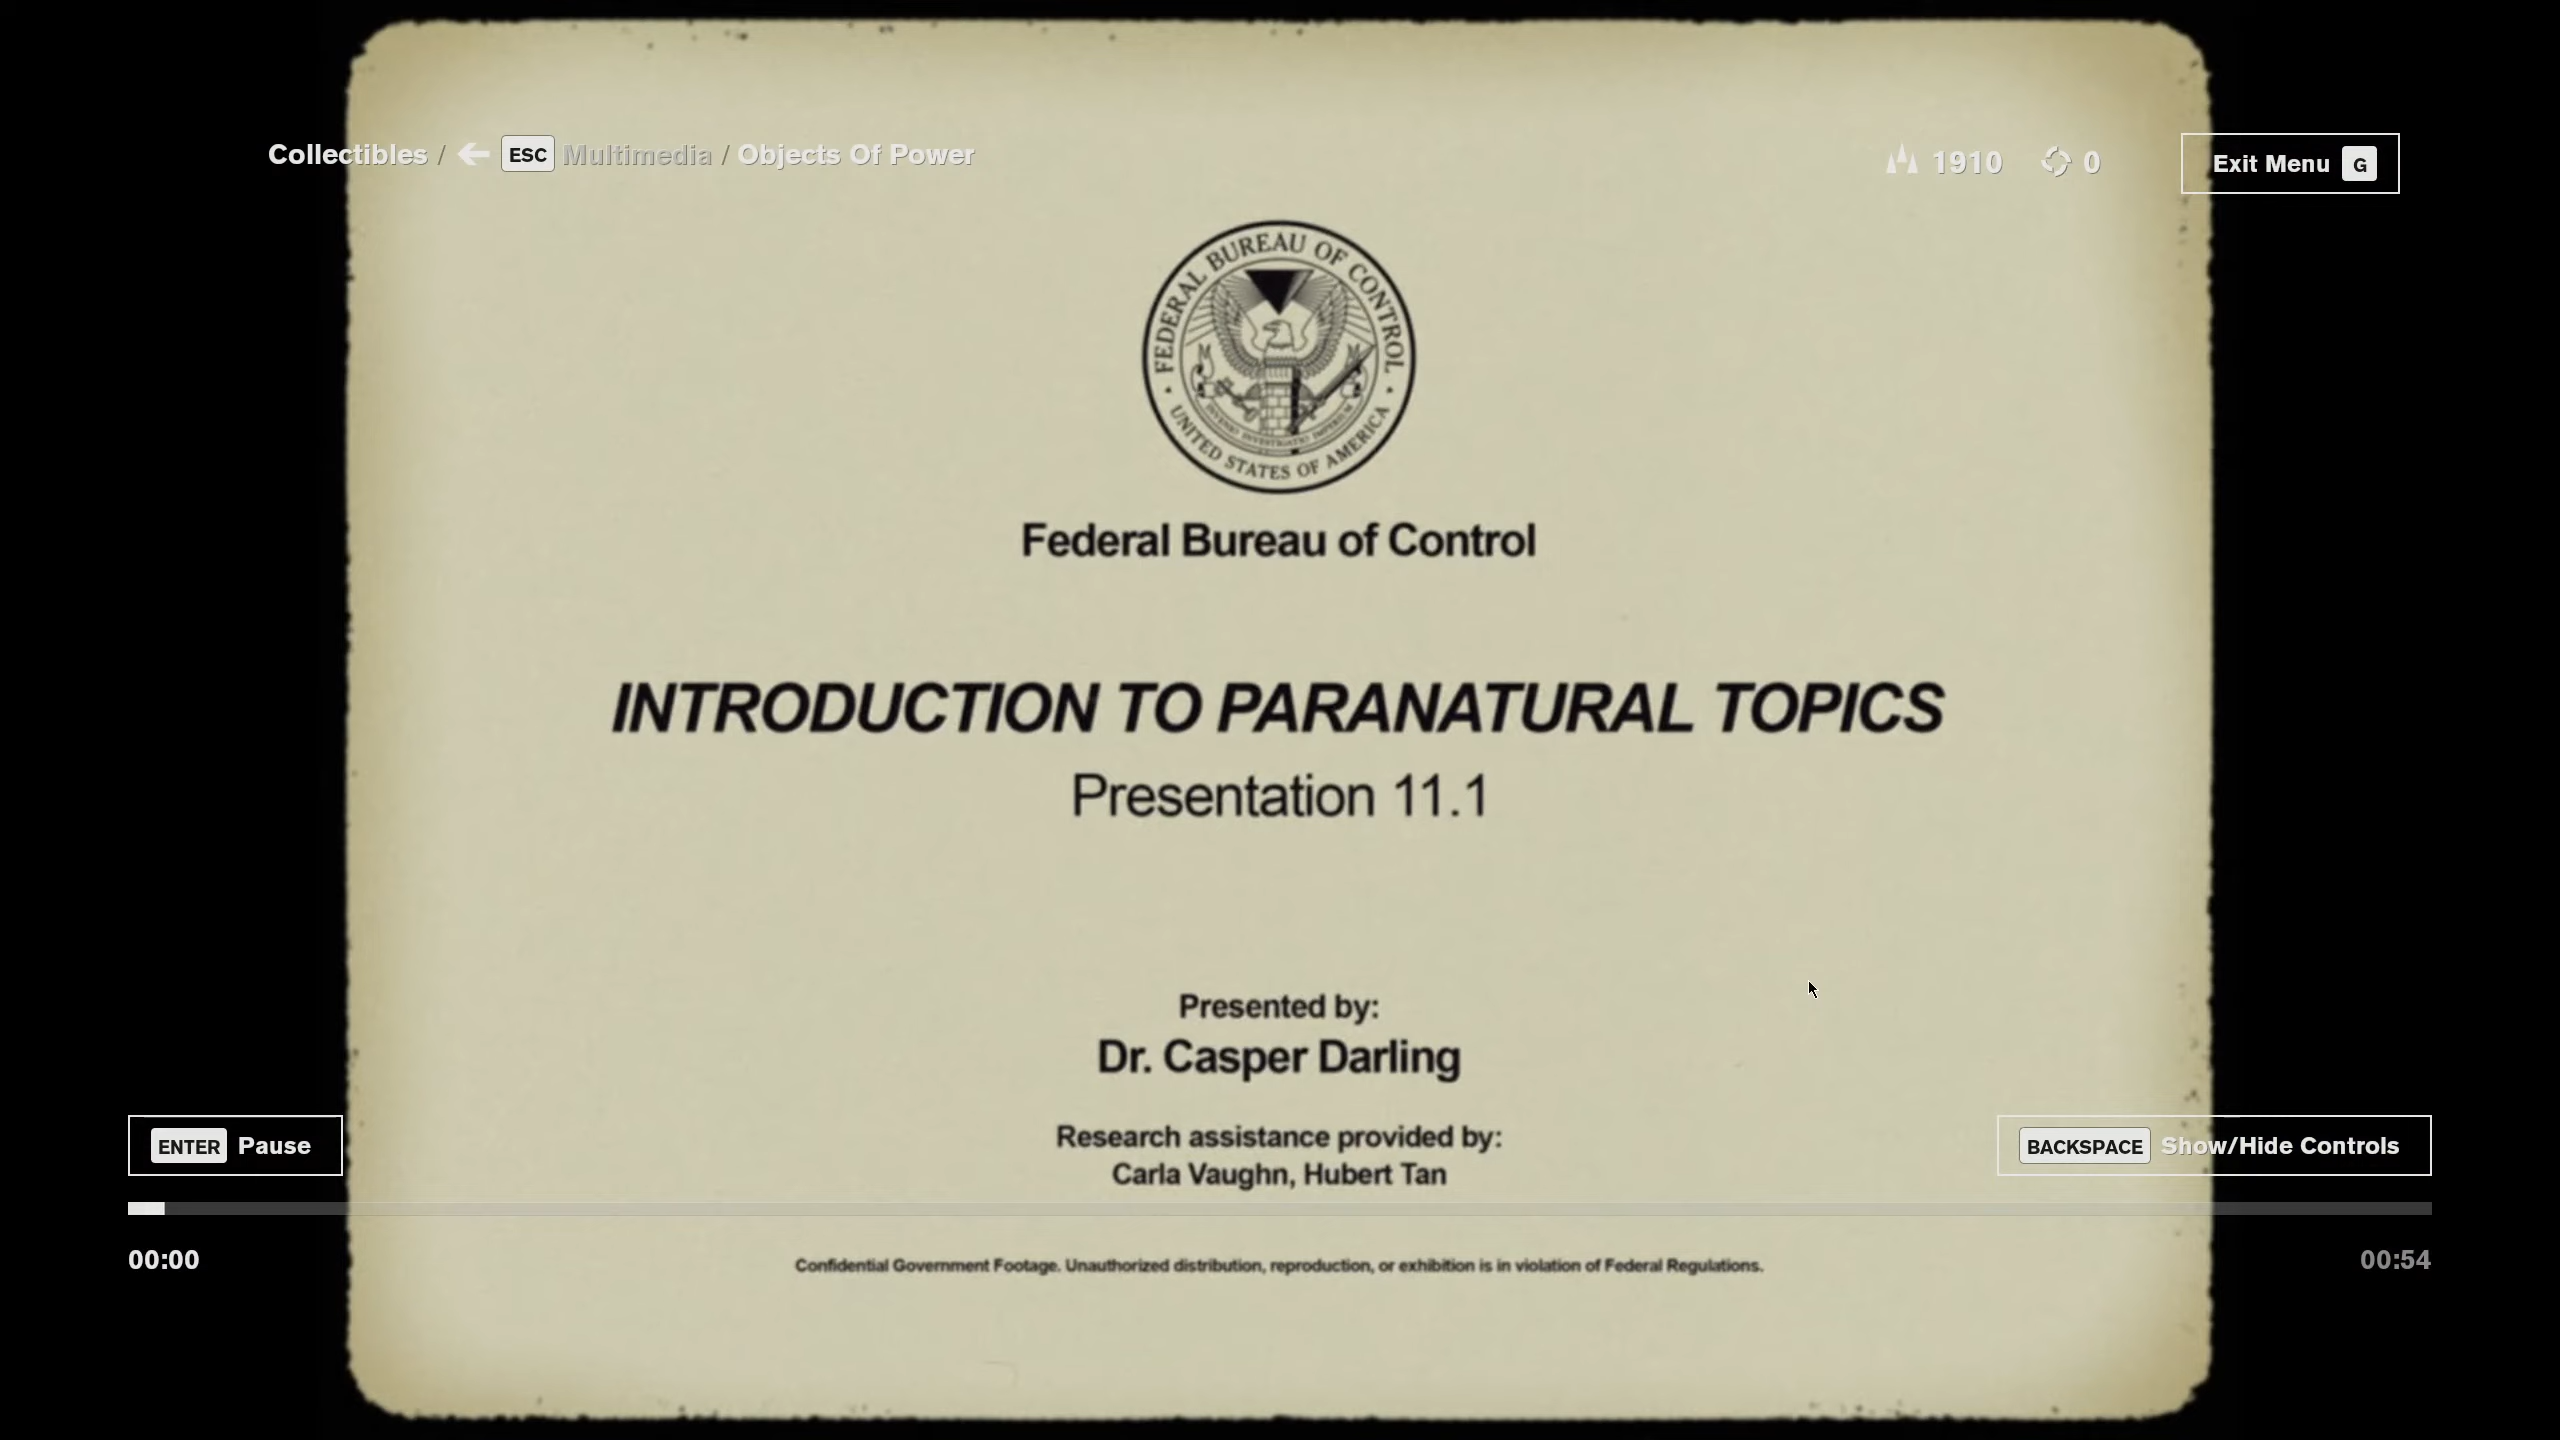 Collectibles / ESC Multimedia / Objects Of Power
1910 0
Exit Menu G
FEDERAL BUREAU OF CONTROL
UNITED STATES OF AMERICA
Federal Bureau of Control
INTRODUCTION TO PARANATURAL TOPICS
Presentation 11.1
Presented by:
Dr. Casper Darling
Research assistance provided by:
Carla Vaughn, Hubert Tan
ENTER Pause
BACKSPACE Show/Hide Controls
00:00
00:54
Confidential Government Footage. Unauthorized distribution, reproduction, or exhibition is in violation of Federal Regulations.